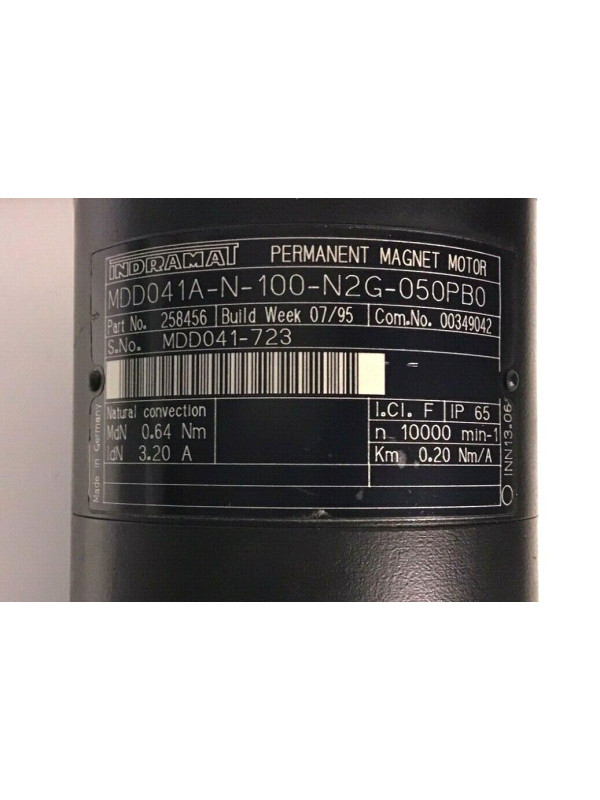 INDRAMAT PERMANENT MAGNET MOTOR
MDD041A-N-100-N2G-050PB0
Part No. 258456 Build Week 07/95 Com.No. 00349042
S.No. MDD041-723
Natural convection I.Cl. F IP 65
MdN 0.64 Nm n 10000 min-1
IdN 3.20 A Km 0.20 Nm/A
Made in Germany
INN13.06